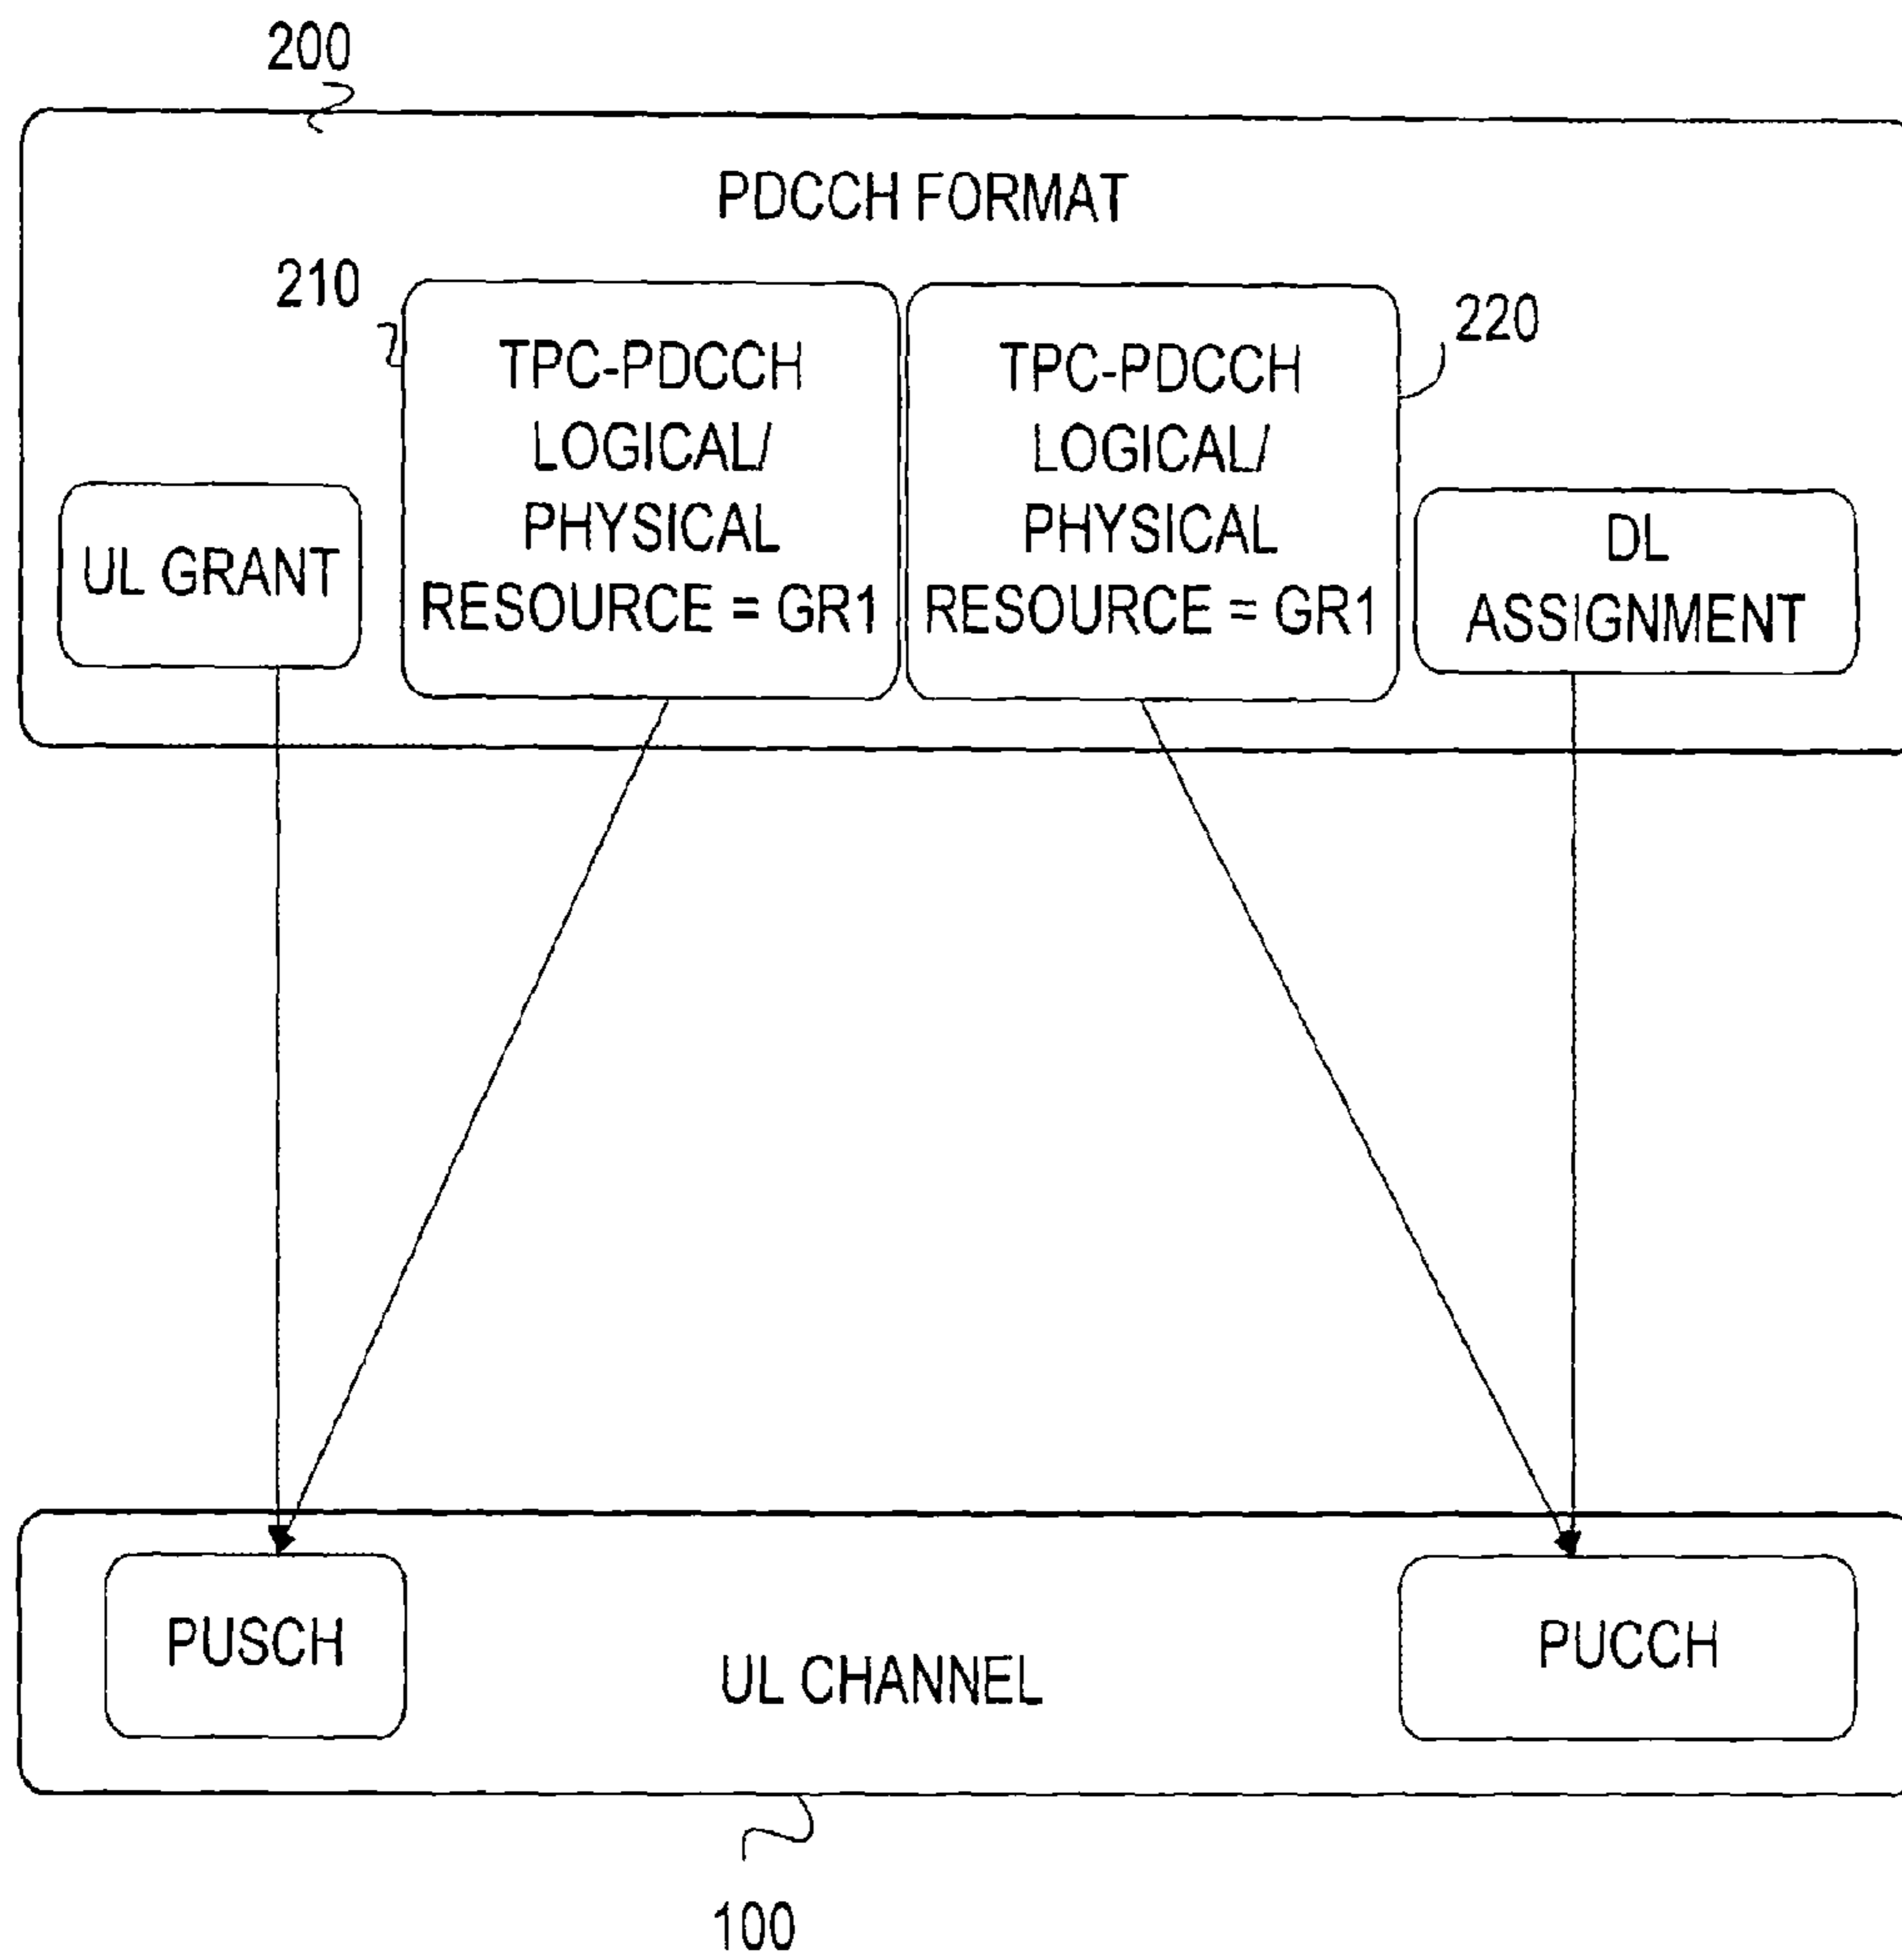 200
PDCCH FORMAT
210
220
TPC-PDCCH
LOGICAL/
PHYSICAL
RESOURCE = GR1
TPC-PDCCH
LOGICAL/
PHYSICAL
RESOURCE = GR1
UL GRANT
DL
ASSIGNMENT
PUSCH
UL CHANNEL
PUCCH
100